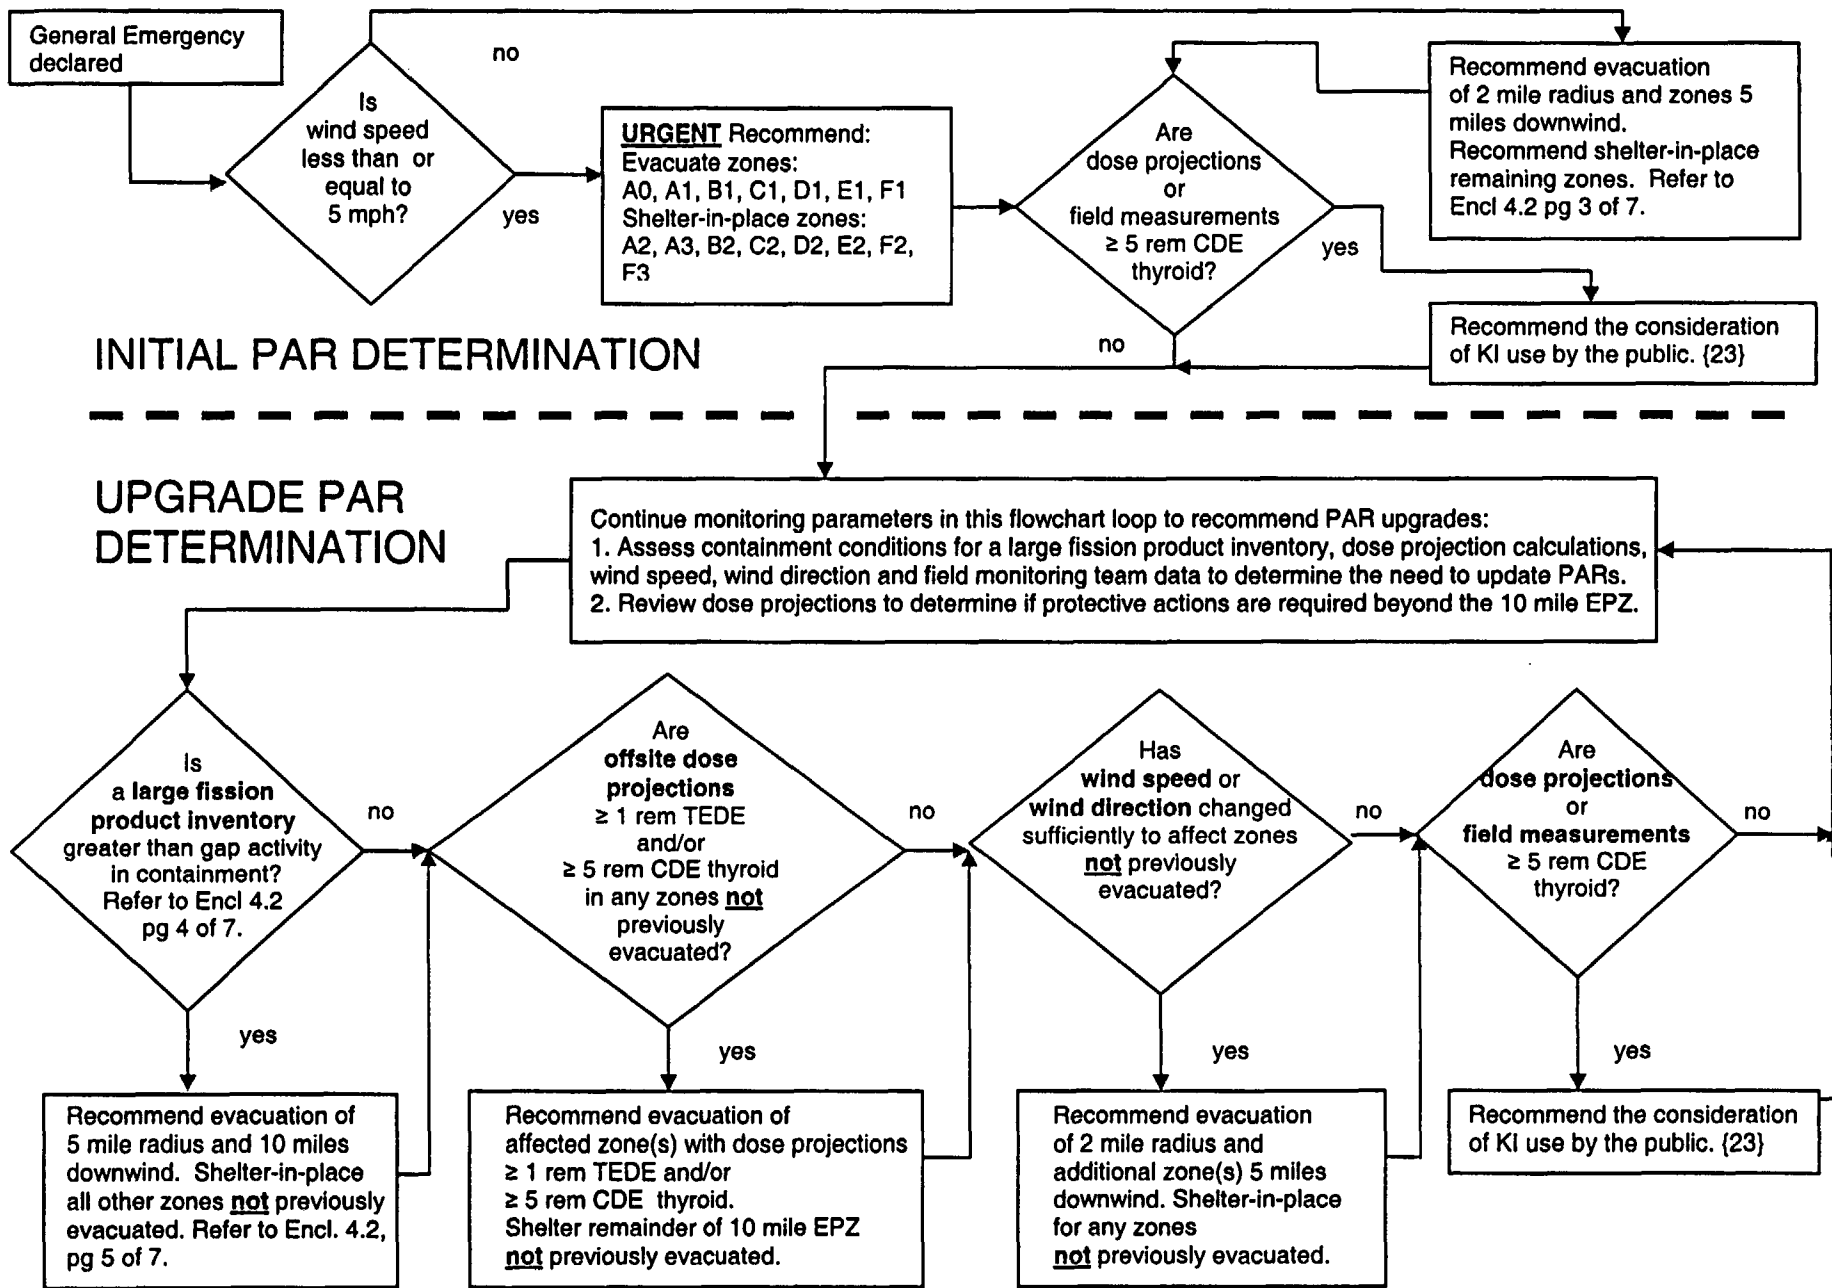 General Emergency
declared
Is
wind speed
less than or
equal to
5 mph?
no
yes
URGENT Recommend:
Evacuate zones:
A0, A1, B1, C1, D1, E1, F1
Shelter-in-place zones:
A2, A3, B2, C2, D2, E2, F2,
F3
Are
dose projections
or
field measurements
≥ 5 rem CDE
thyroid?
yes
no
Recommend evacuation
of 2 mile radius and zones 5
miles downwind.
Recommend shelter-in-place
remaining zones. Refer to
Encl 4.2 pg 3 of 7.
Recommend the consideration
of KI use by the public. {23}
INITIAL PAR DETERMINATION
UPGRADE PAR
DETERMINATION
Continue monitoring parameters in this flowchart loop to recommend PAR upgrades:
1. Assess containment conditions for a large fission product inventory, dose projection calculations,
wind speed, wind direction and field monitoring team data to determine the need to update PARs.
2. Review dose projections to determine if protective actions are required beyond the 10 mile EPZ.
Is
a large fission
product inventory
greater than gap activity
in containment?
Refer to Encl 4.2
pg 4 of 7.
no
yes
Recommend evacuation of
5 mile radius and 10 miles
downwind. Shelter-in-place
all other zones not previously
evacuated. Refer to Encl. 4.2,
pg 5 of 7.
Are
offsite dose
projections
≥ 1 rem TEDE
and/or
≥ 5 rem CDE thyroid
in any zones not
previously
evacuated?
no
yes
Recommend evacuation of
affected zone(s) with dose projections
≥ 1 rem TEDE and/or
≥ 5 rem CDE thyroid.
Shelter remainder of 10 mile EPZ
not previously evacuated.
Has
wind speed or
wind direction changed
sufficiently to affect zones
not previously
evacuated?
no
yes
Recommend evacuation
of 2 mile radius and
additional zone(s) 5 miles
downwind. Shelter-in-place
for any zones
not previously evacuated.
Are
dose projections
or
field measurements
≥ 5 rem CDE
thyroid?
no
yes
Recommend the consideration
of KI use by the public. {23}